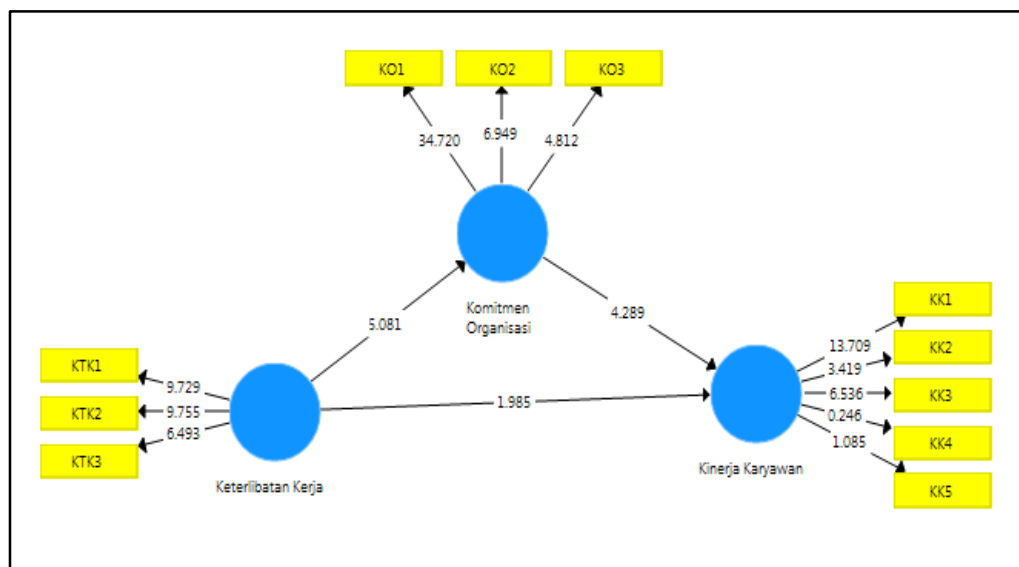 KO1 KO2 KO3
34.720 6.949 4.812
Komitmen
Organisasi
5.081
4.289
KTK1
KTK2
KTK3
9.729
9.755
6.493
Keterlibatan Kerja
1.985
Kinerja Karyawan
13.709
3.419
6.536
0.246
1.085
KK1
KK2
KK3
KK4
KK5